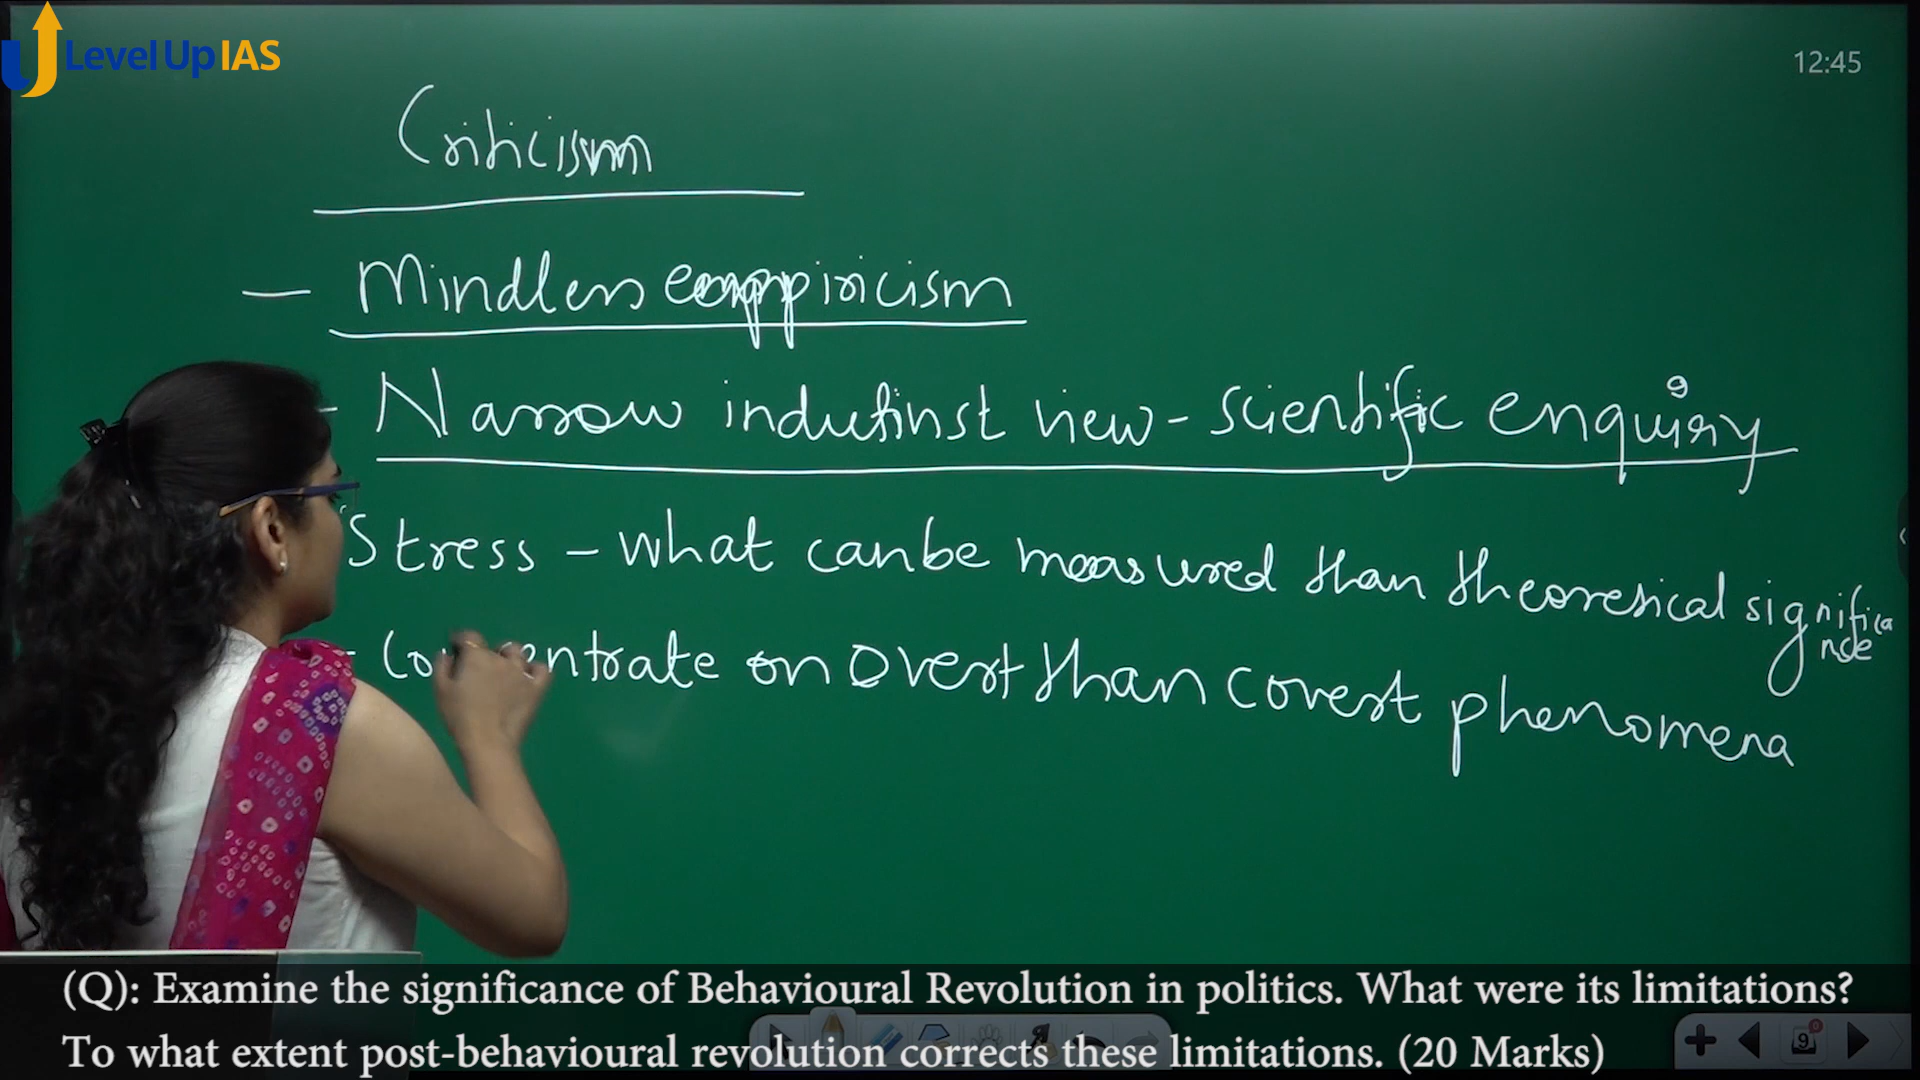 Level Up IAS
12:45
Criticism
— Mindless empiricism
- Narrow inductivist view - scientific enquiry
Stress - what can be measured than theoretical significance
- Concentrate on overt than covert phenomena
9
(Q): Examine the significance of Behavioural Revolution in politics. What were its limitations?
To what extent post-behavioural revolution corrects these limitations. (20 Marks)